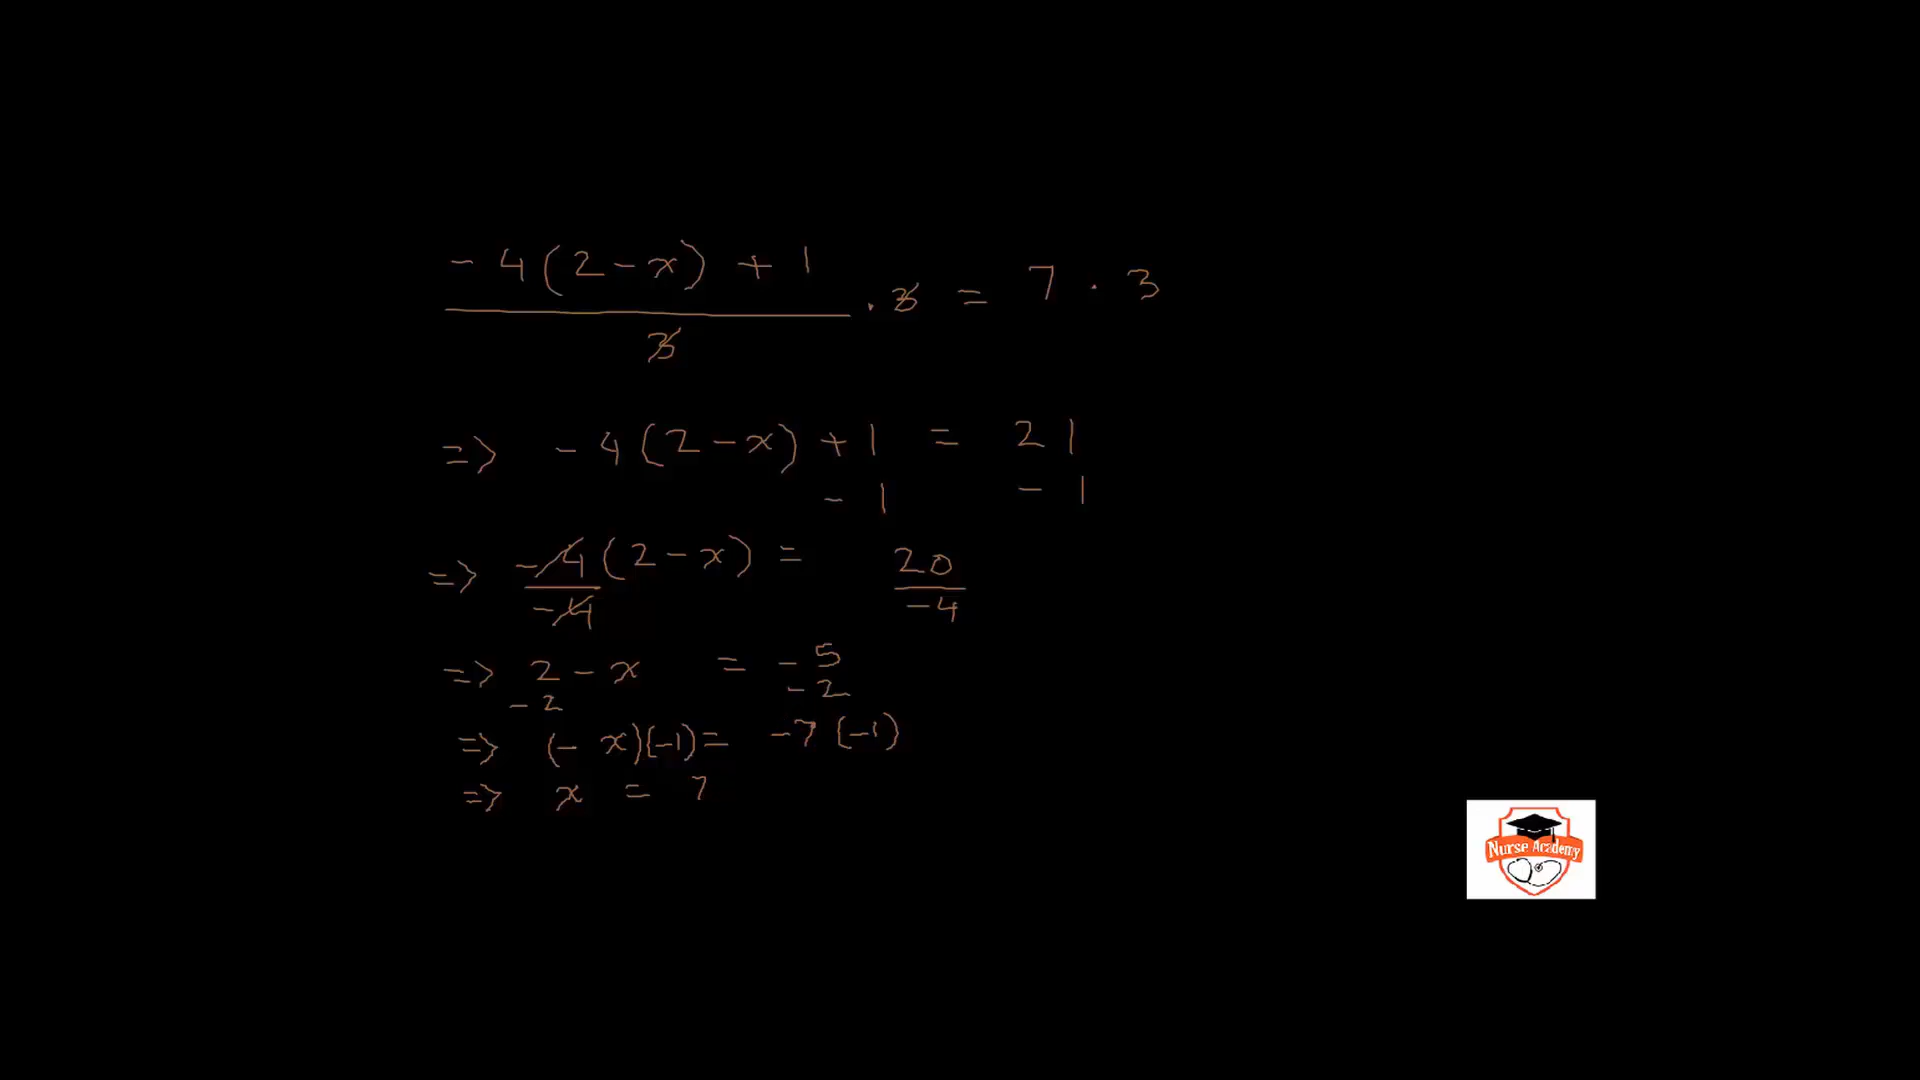 - 4(2-x) + 1
. 3 = 7 . 3
3
=> - 4(2-x) + 1 = 21
- 1 - 1
=> -4(2-x) = 20
-4 -4
=> 2 - x = - 5
- 2 - 2
=> (- x)(-1) = -7 (-1)
=> x = 7
Nurse Academy